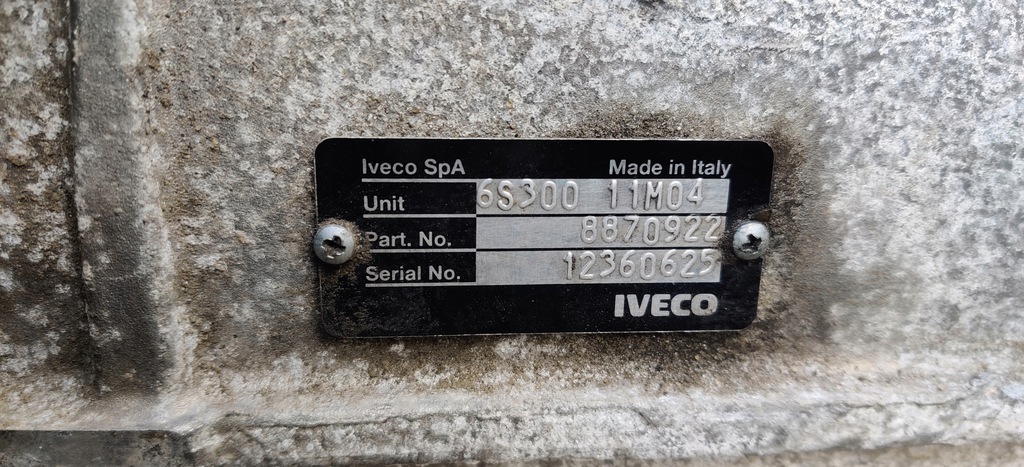 Iveco SpA Made in Italy
Unit 6S300 11M04
Part. No. 8870922
Serial No. 12360625
IVECO